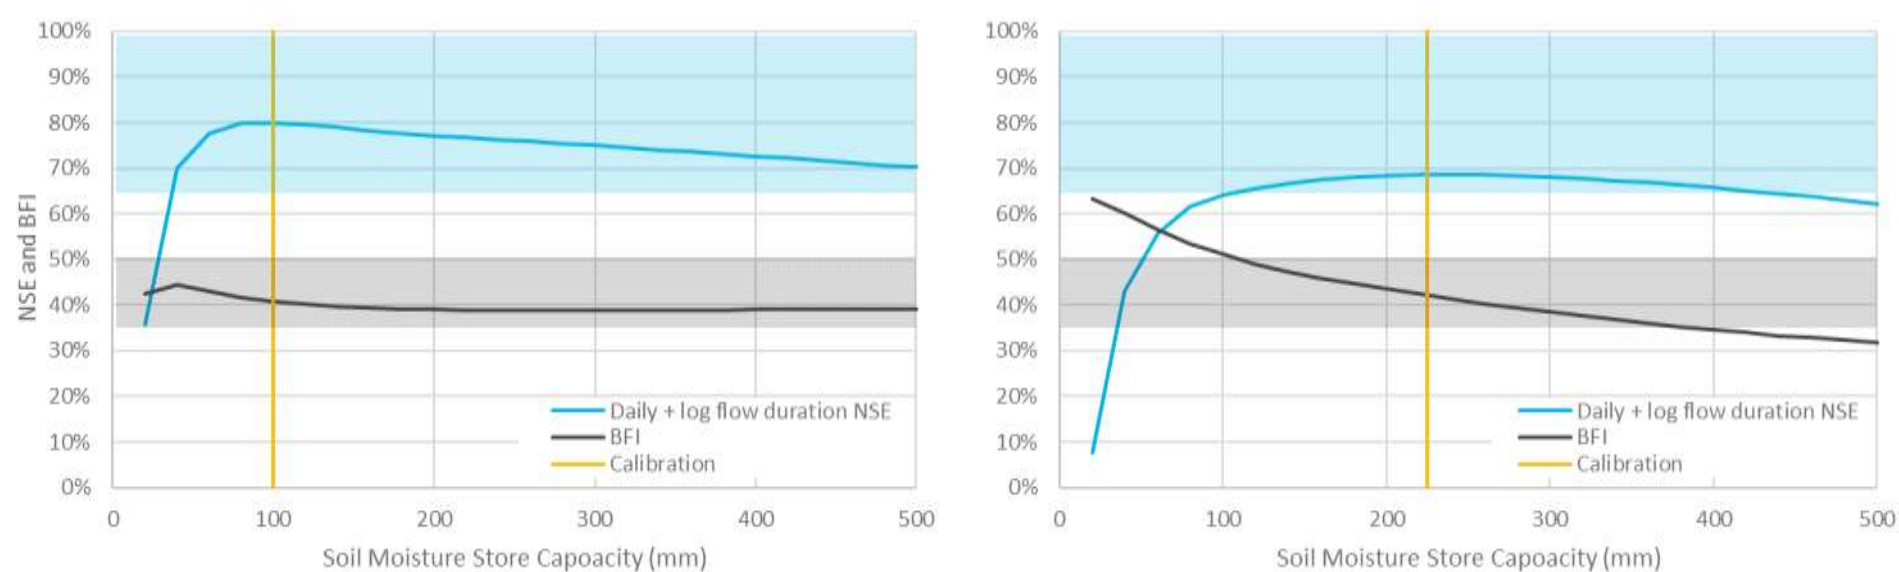 100%
90%
80%
70%
60%
50%
40%
30%
20%
10%
0%
NSE and BFI
Daily + log flow duration NSE
BFI
Calibration
0 100 200 300 400 500
Soil Moisture Store Capoacity (mm)
100%
90%
80%
70%
60%
50%
40%
30%
20%
10%
0%
Daily + log flow duration NSE
BFI
Calibration
0 100 200 300 400 500
Soil Moisture Store Capoacity (mm)